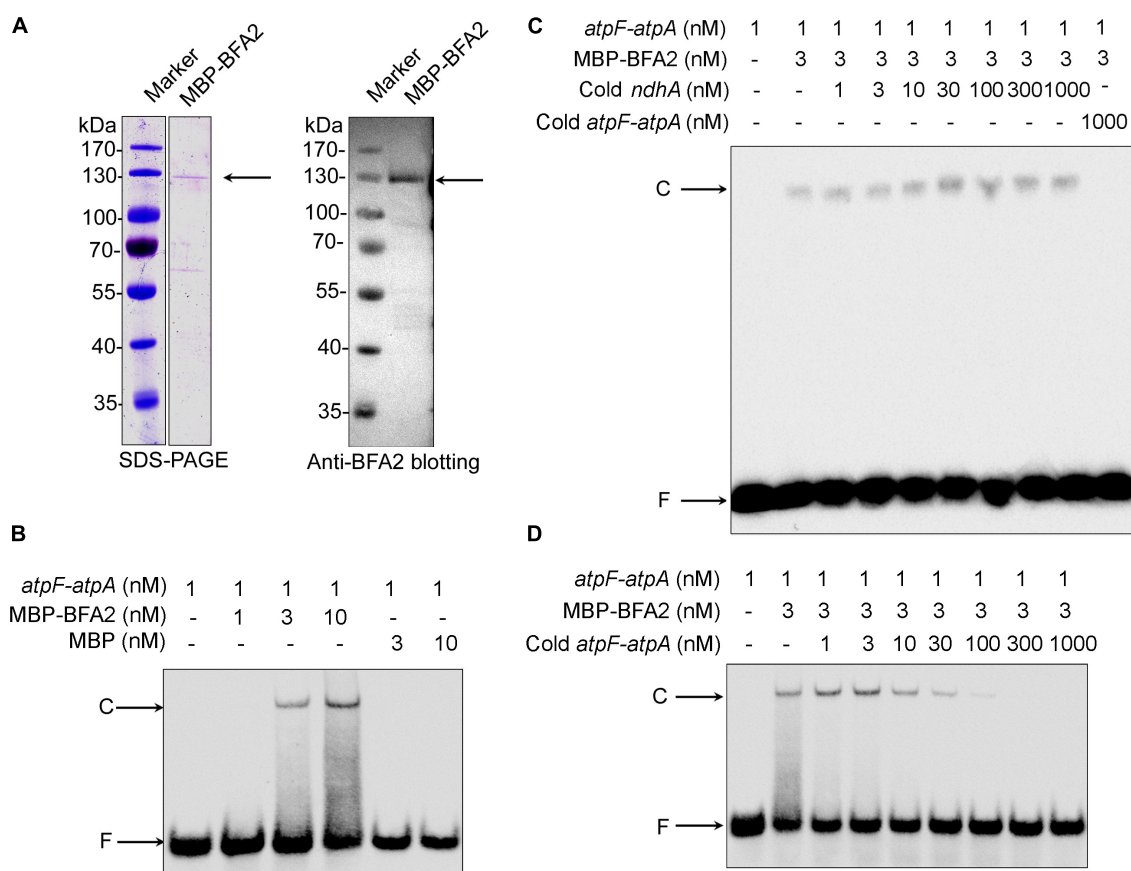 A
Marker
MBP-BFA2
kDa
170-
130-
100-
70-
55-
40-
35-
SDS-PAGE
Marker
MBP-BFA2
kDa
170-
130-
100-
70-
55-
40-
35-
Anti-BFA2 blotting
C
atpF-atpA (nM) 1 1 1 1 1 1 1 1 1 1
MBP-BFA2 (nM) - 3 3 3 3 3 3 3 3 3
Cold ndhA (nM) - - 1 3 10 30 100 300 1000 -
Cold atpF-atpA (nM) - - - - - - - - - 1000
C
F
B
atpF-atpA (nM) 1 1 1 1 1 1
MBP-BFA2 (nM) - 1 3 10 - -
MBP (nM) - - - - 3 10
C
F
D
atpF-atpA (nM) 1 1 1 1 1 1 1 1 1
MBP-BFA2 (nM) - 3 3 3 3 3 3 3 3
Cold atpF-atpA (nM) - - 1 3 10 30 100 300 1000
C
F